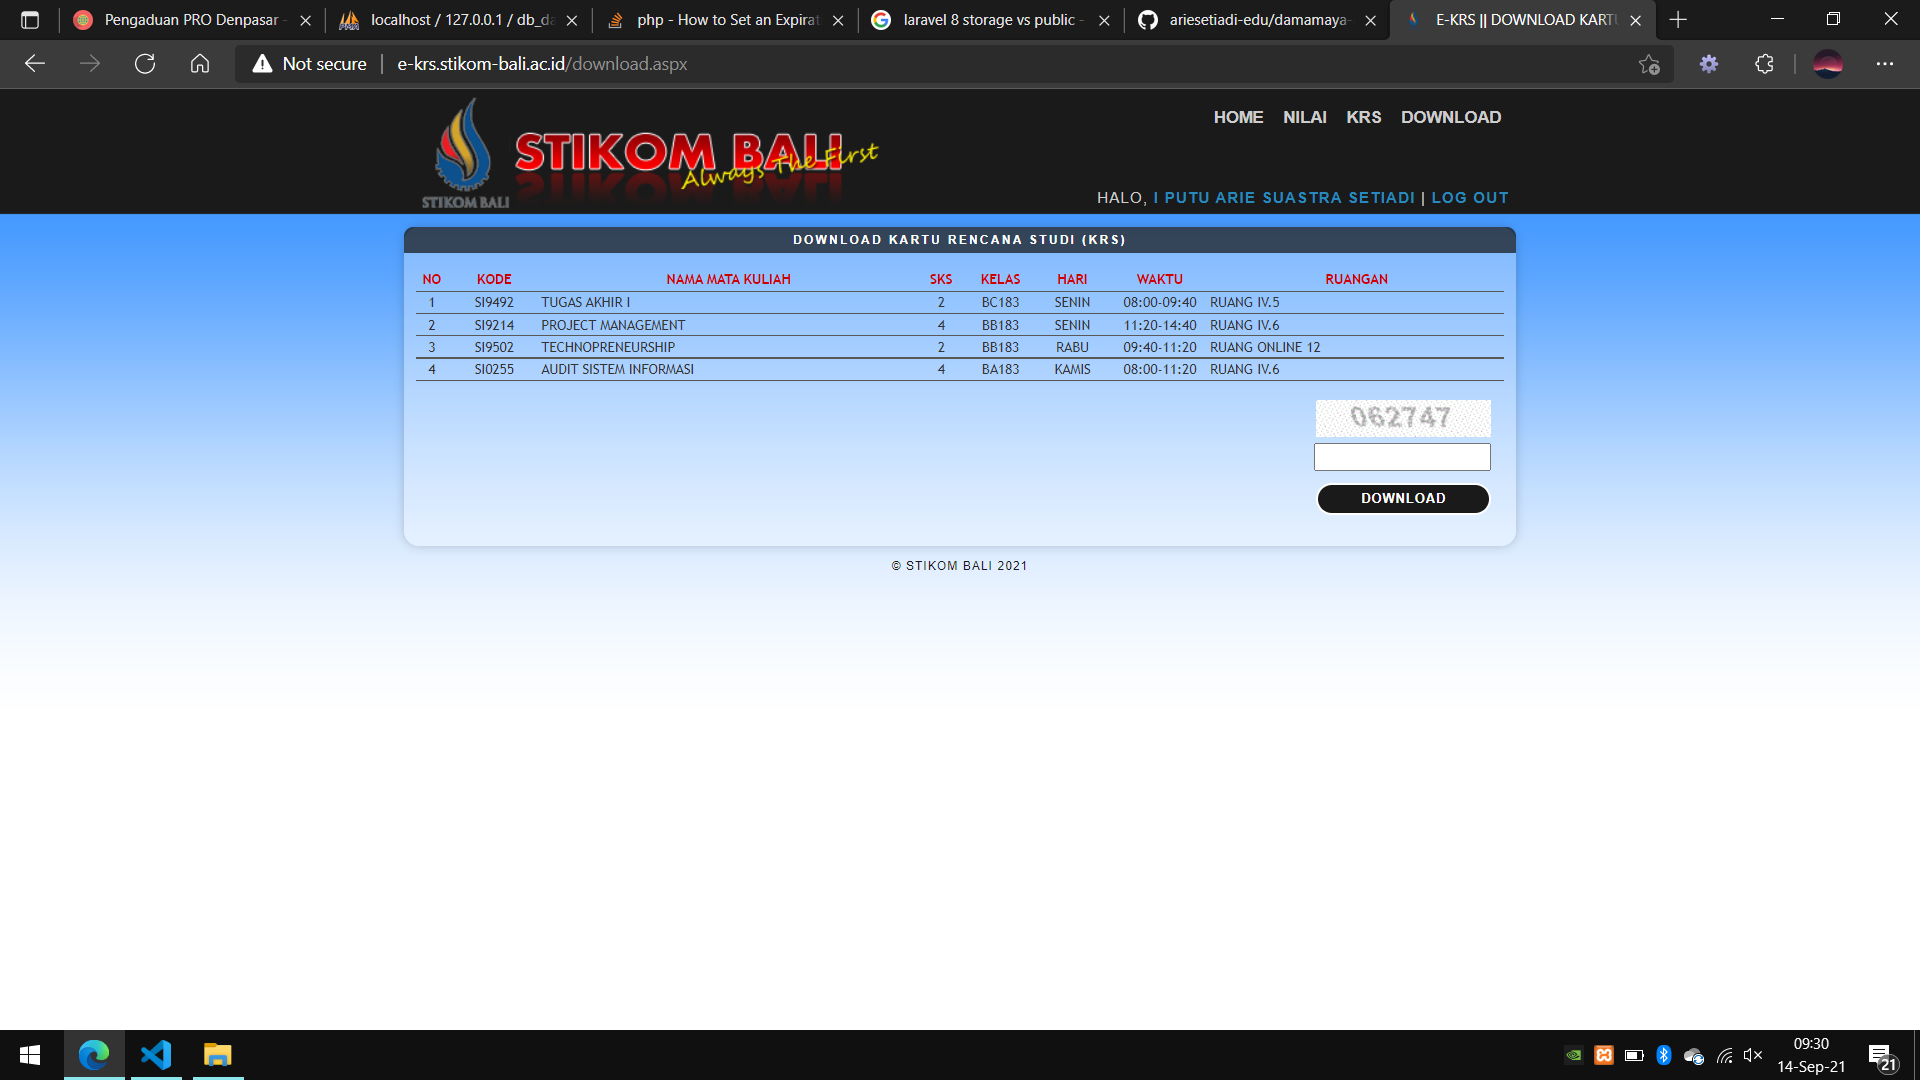 Pengaduan PRO Denpasar -
localhost / 127.0.0.1 / db_da
php - How to Set an Expirat
laravel 8 storage vs public -
ariesetiadi-edu/damamaya-
E-KRS || DOWNLOAD KARTU
Not secure
e-krs.stikom-bali.ac.id/download.aspx
STIKOM BALI
STIKOM BALI
Always The First
HOME NILAI KRS DOWNLOAD
HALO, I PUTU ARIE SUASTRA SETIADI | LOG OUT
DOWNLOAD KARTU RENCANA STUDI (KRS)
NO KODE NAMA MATA KULIAH SKS KELAS HARI WAKTU RUANGAN
1 SI9492 TUGAS AKHIR I 2 BC183 SENIN 08:00-09:40 RUANG IV.5
2 SI9214 PROJECT MANAGEMENT 4 BB183 SENIN 11:20-14:40 RUANG IV.6
3 SI9502 TECHNOPRENEURSHIP 2 BB183 RABU 09:40-11:20 RUANG ONLINE 12
4 SI0255 AUDIT SISTEM INFORMASI 4 BA183 KAMIS 08:00-11:20 RUANG IV.6
062747
DOWNLOAD
© STIKOM BALI 2021
09:30
14-Sep-21
21